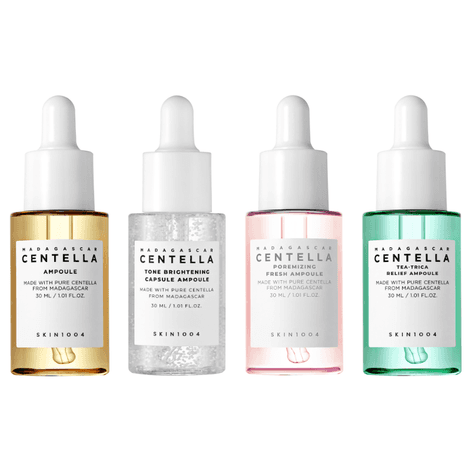 MADAGASCAR
CENTELLA
AMPOULE
MADE WITH PURE CENTELLA
FROM MADAGASCAR
30 ML / 1.01 FL.OZ.
SKIN1004
MADAGASCAR
CENTELLA
TONE BRIGHTENING
CAPSULE AMPOULE
MADE WITH PURE CENTELLA
FROM MADAGASCAR
30 ML / 1.01 FL.OZ.
SKIN1004
MADAGASCAR
CENTELLA
POREMIZING
FRESH AMPOULE
MADE WITH PURE CENTELLA
FROM MADAGASCAR
30 ML / 1.01 FL.OZ.
SKIN1004
MADAGASCAR
CENTELLA
TEA-TRICA
RELIEF AMPOULE
MADE WITH PURE CENTELLA
FROM MADAGASCAR
30 ML / 1.01 FL.OZ.
SKIN1004